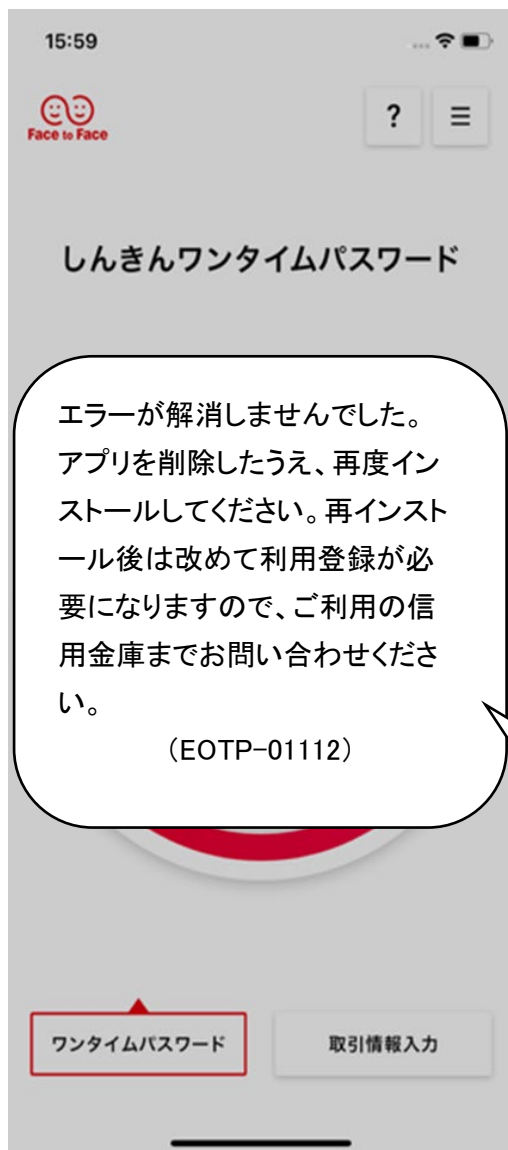 15:59
Face to Face
?
しんきんワンタイムパスワード
エラーが解消しませんでした。
アプリを削除したうえ、再度イン
ストールしてください。再インスト
ール後は改めて利用登録が必
要になりますので、ご利用の信
用金庫までお問い合わせくださ
い。
（EOTP-01112）
ワンタイムパスワード
取引情報入力